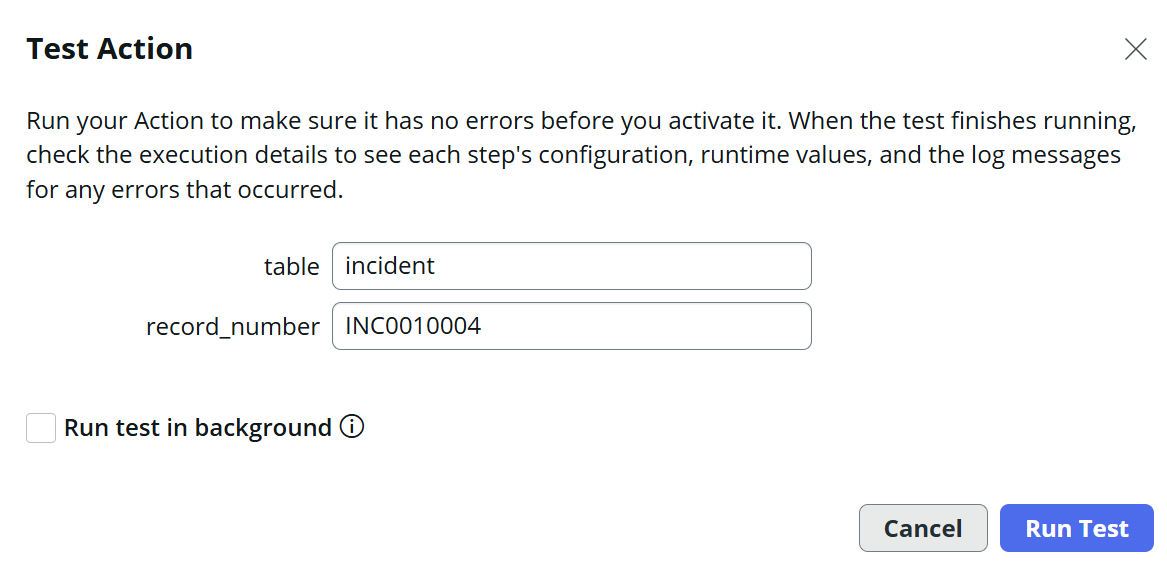 Test Action
Run your Action to make sure it has no errors before you activate it. When the test finishes running,
check the execution details to see each step's configuration, runtime values, and the log messages
for any errors that occurred.
table incident
record_number INC0010004
Run test in background
Cancel Run Test